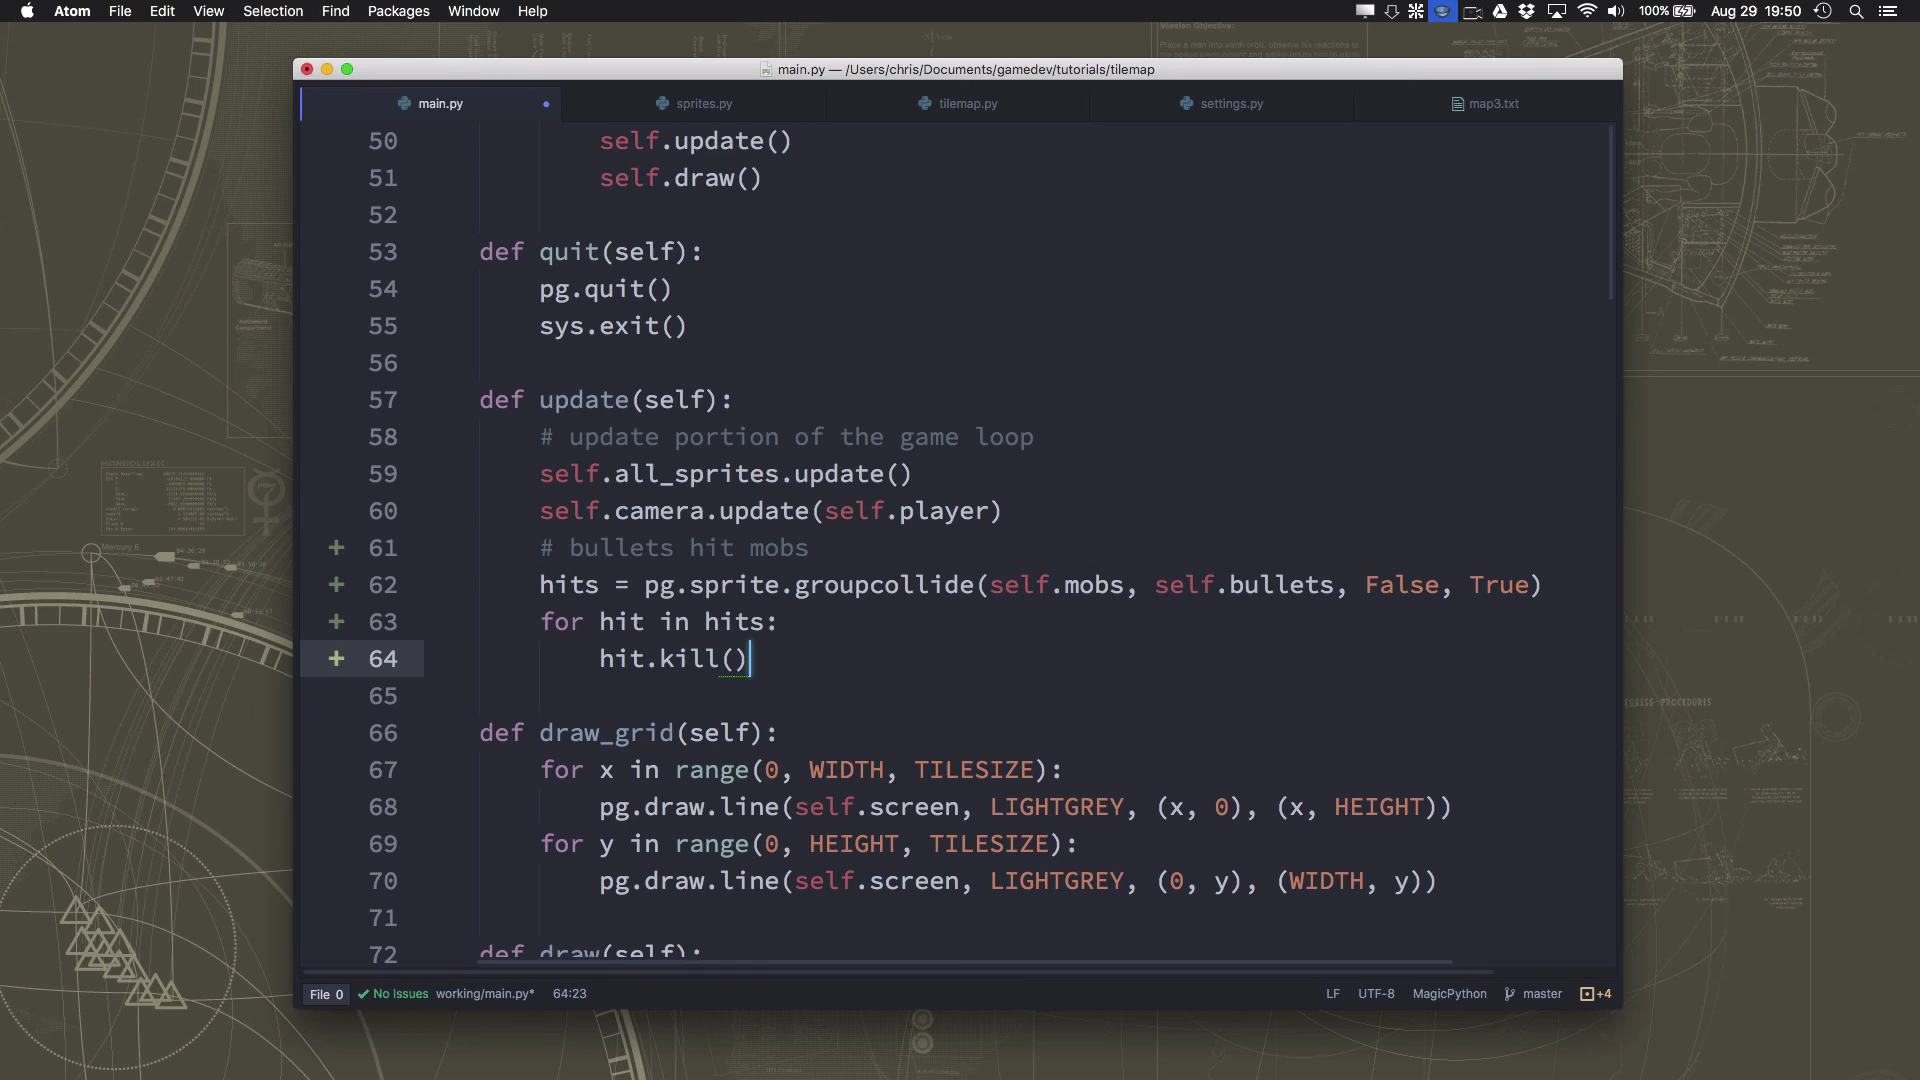 Atom File Edit View Selection Find Packages Window Help 100% Aug 29 19:50
Mission Objective:
main.py — /Users/chris/Documents/gamedev/tutorials/tilemap
main.py sprites.py tilemap.py settings.py map3.txt
50 self.update()
51 self.draw()
52
53 def quit(self):
54 pg.quit()
55 sys.exit()
56
57 def update(self):
58 # update portion of the game loop
59 self.all_sprites.update()
60 self.camera.update(self.player)
+ 61 # bullets hit mobs
+ 62 hits = pg.sprite.groupcollide(self.mobs, self.bullets, False, True)
+ 63 for hit in hits:
+ 64 hit.kill()
65
66 def draw_grid(self):
67 for x in range(0, WIDTH, TILESIZE):
68 pg.draw.line(self.screen, LIGHTGREY, (x, 0), (x, HEIGHT))
69 for y in range(0, HEIGHT, TILESIZE):
70 pg.draw.line(self.screen, LIGHTGREY, (0, y), (WIDTH, y))
71
72 def draw(self):
File 0 No Issues working/main.py* 64:23 LF UTF-8 MagicPython master +4
Mercury 6